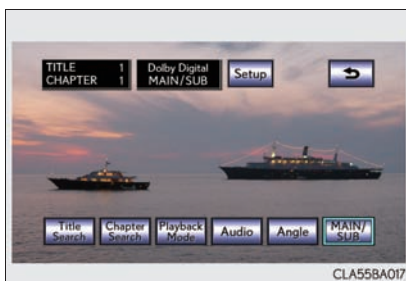 TITLE 1
CHAPTER 1
Dolby Digital
MAIN/SUB
Setup
Title
Search
Chapter
Search
Playback
Mode
Audio
Angle
MAIN/
SUB
CLA55BA017